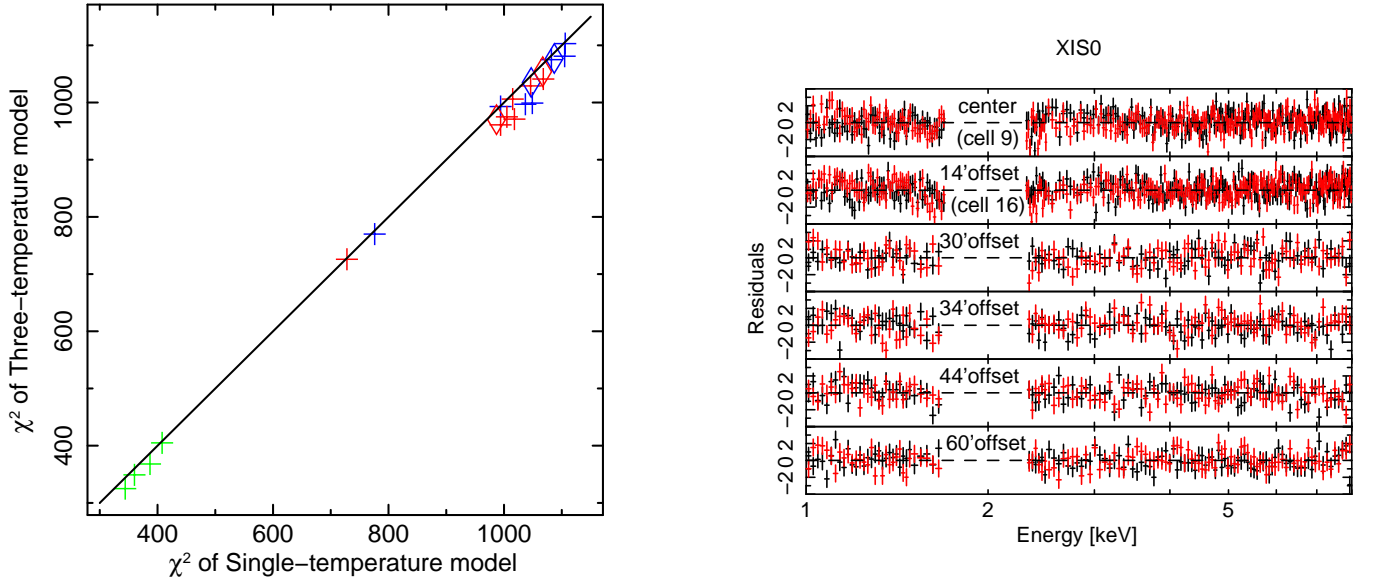 1000
800
600
400
χ² of Three−temperature model
400 600 800 1000
χ² of Single−temperature model
XIS0
Residuals
−2 0 2
center
(cell 9)
−2 0 2
14'offset
(cell 16)
−2 0 2
30'offset
−2 0 2
34'offset
−2 0 2
44'offset
−2 0 2
60'offset
1 2 5
Energy [keV]